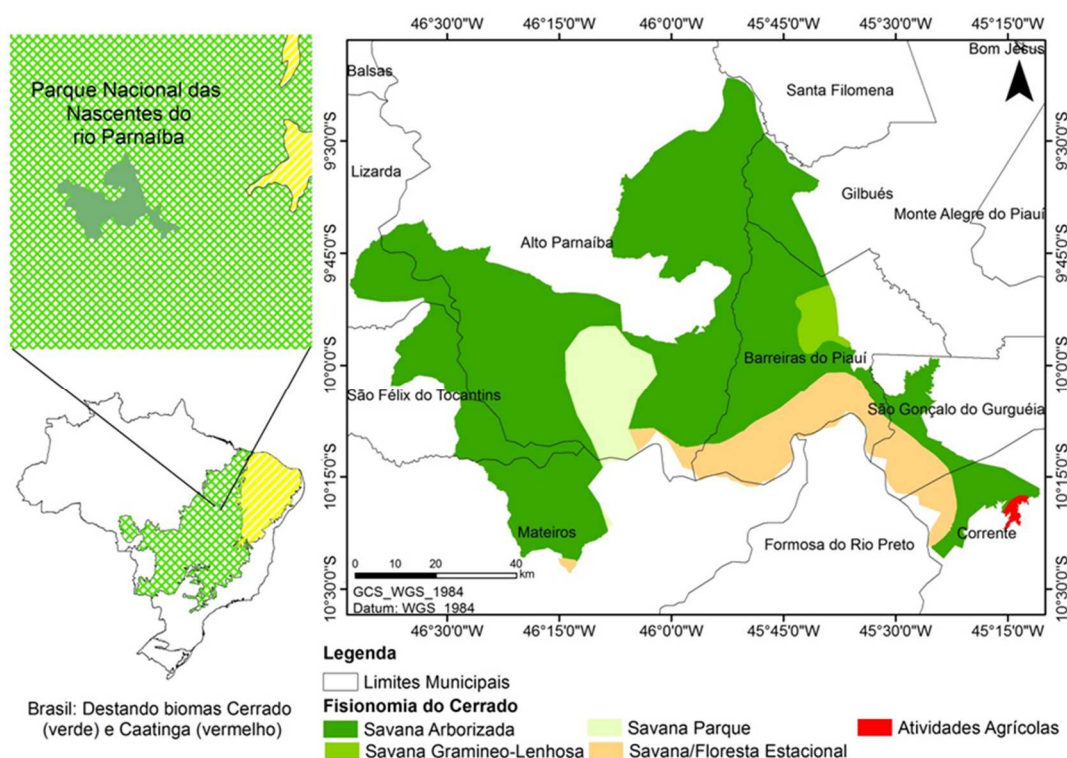 Parque Nacional das
Nascentes do
rio Parnaíba
Brasil: Destando biomas Cerrado
(verde) e Caatinga (vermelho)
46°30'0"W 46°15'0"W 46°0'0"W 45°45'0"W 45°30'0"W 45°15'0"W
Bom Jesus
N
Balsas
Santa Filomena
9°30'0"S 9°30'0"S
Lizarda
Gilbués
Monte Alegre do Piauí
Alto Parnaíba
9°45'0"S 9°45'0"S
Barreiras do Piauí
10°0'0"S 10°0'0"S
São Félix do Tocantins
São Gonçalo do Gurguéia
10°15'0"S 10°15'0"S
Mateiros
Corrente
Formosa do Rio Preto
0 10 20 40
km
GCS_WGS_1984
Datum: WGS_1984
10°30'0"S 10°30'0"S
46°30'0"W 46°15'0"W 46°0'0"W 45°45'0"W 45°30'0"W 45°15'0"W
Legenda
Limites Municipais
Fisionomia do Cerrado
Savana Arborizada Savana Parque Atividades Agrícolas
Savana Gramineo-Lenhosa Savana/Floresta Estacional